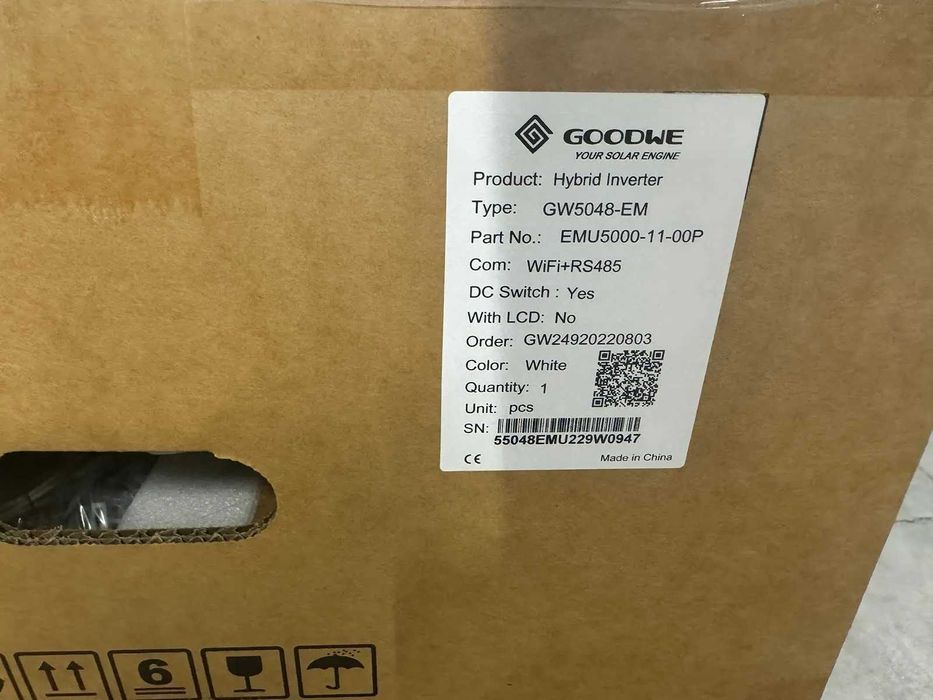 GOODWE
YOUR SOLAR ENGINE
Product: Hybrid Inverter
Type: GW5048-EM
Part No.: EMU5000-11-00P
Com: WiFi+RS485
DC Switch : Yes
With LCD: No
Order: GW24920220803
Color: White
Quantity: 1
Unit: pcs
SN:
55048EMU229W0947
CE Made in China
6